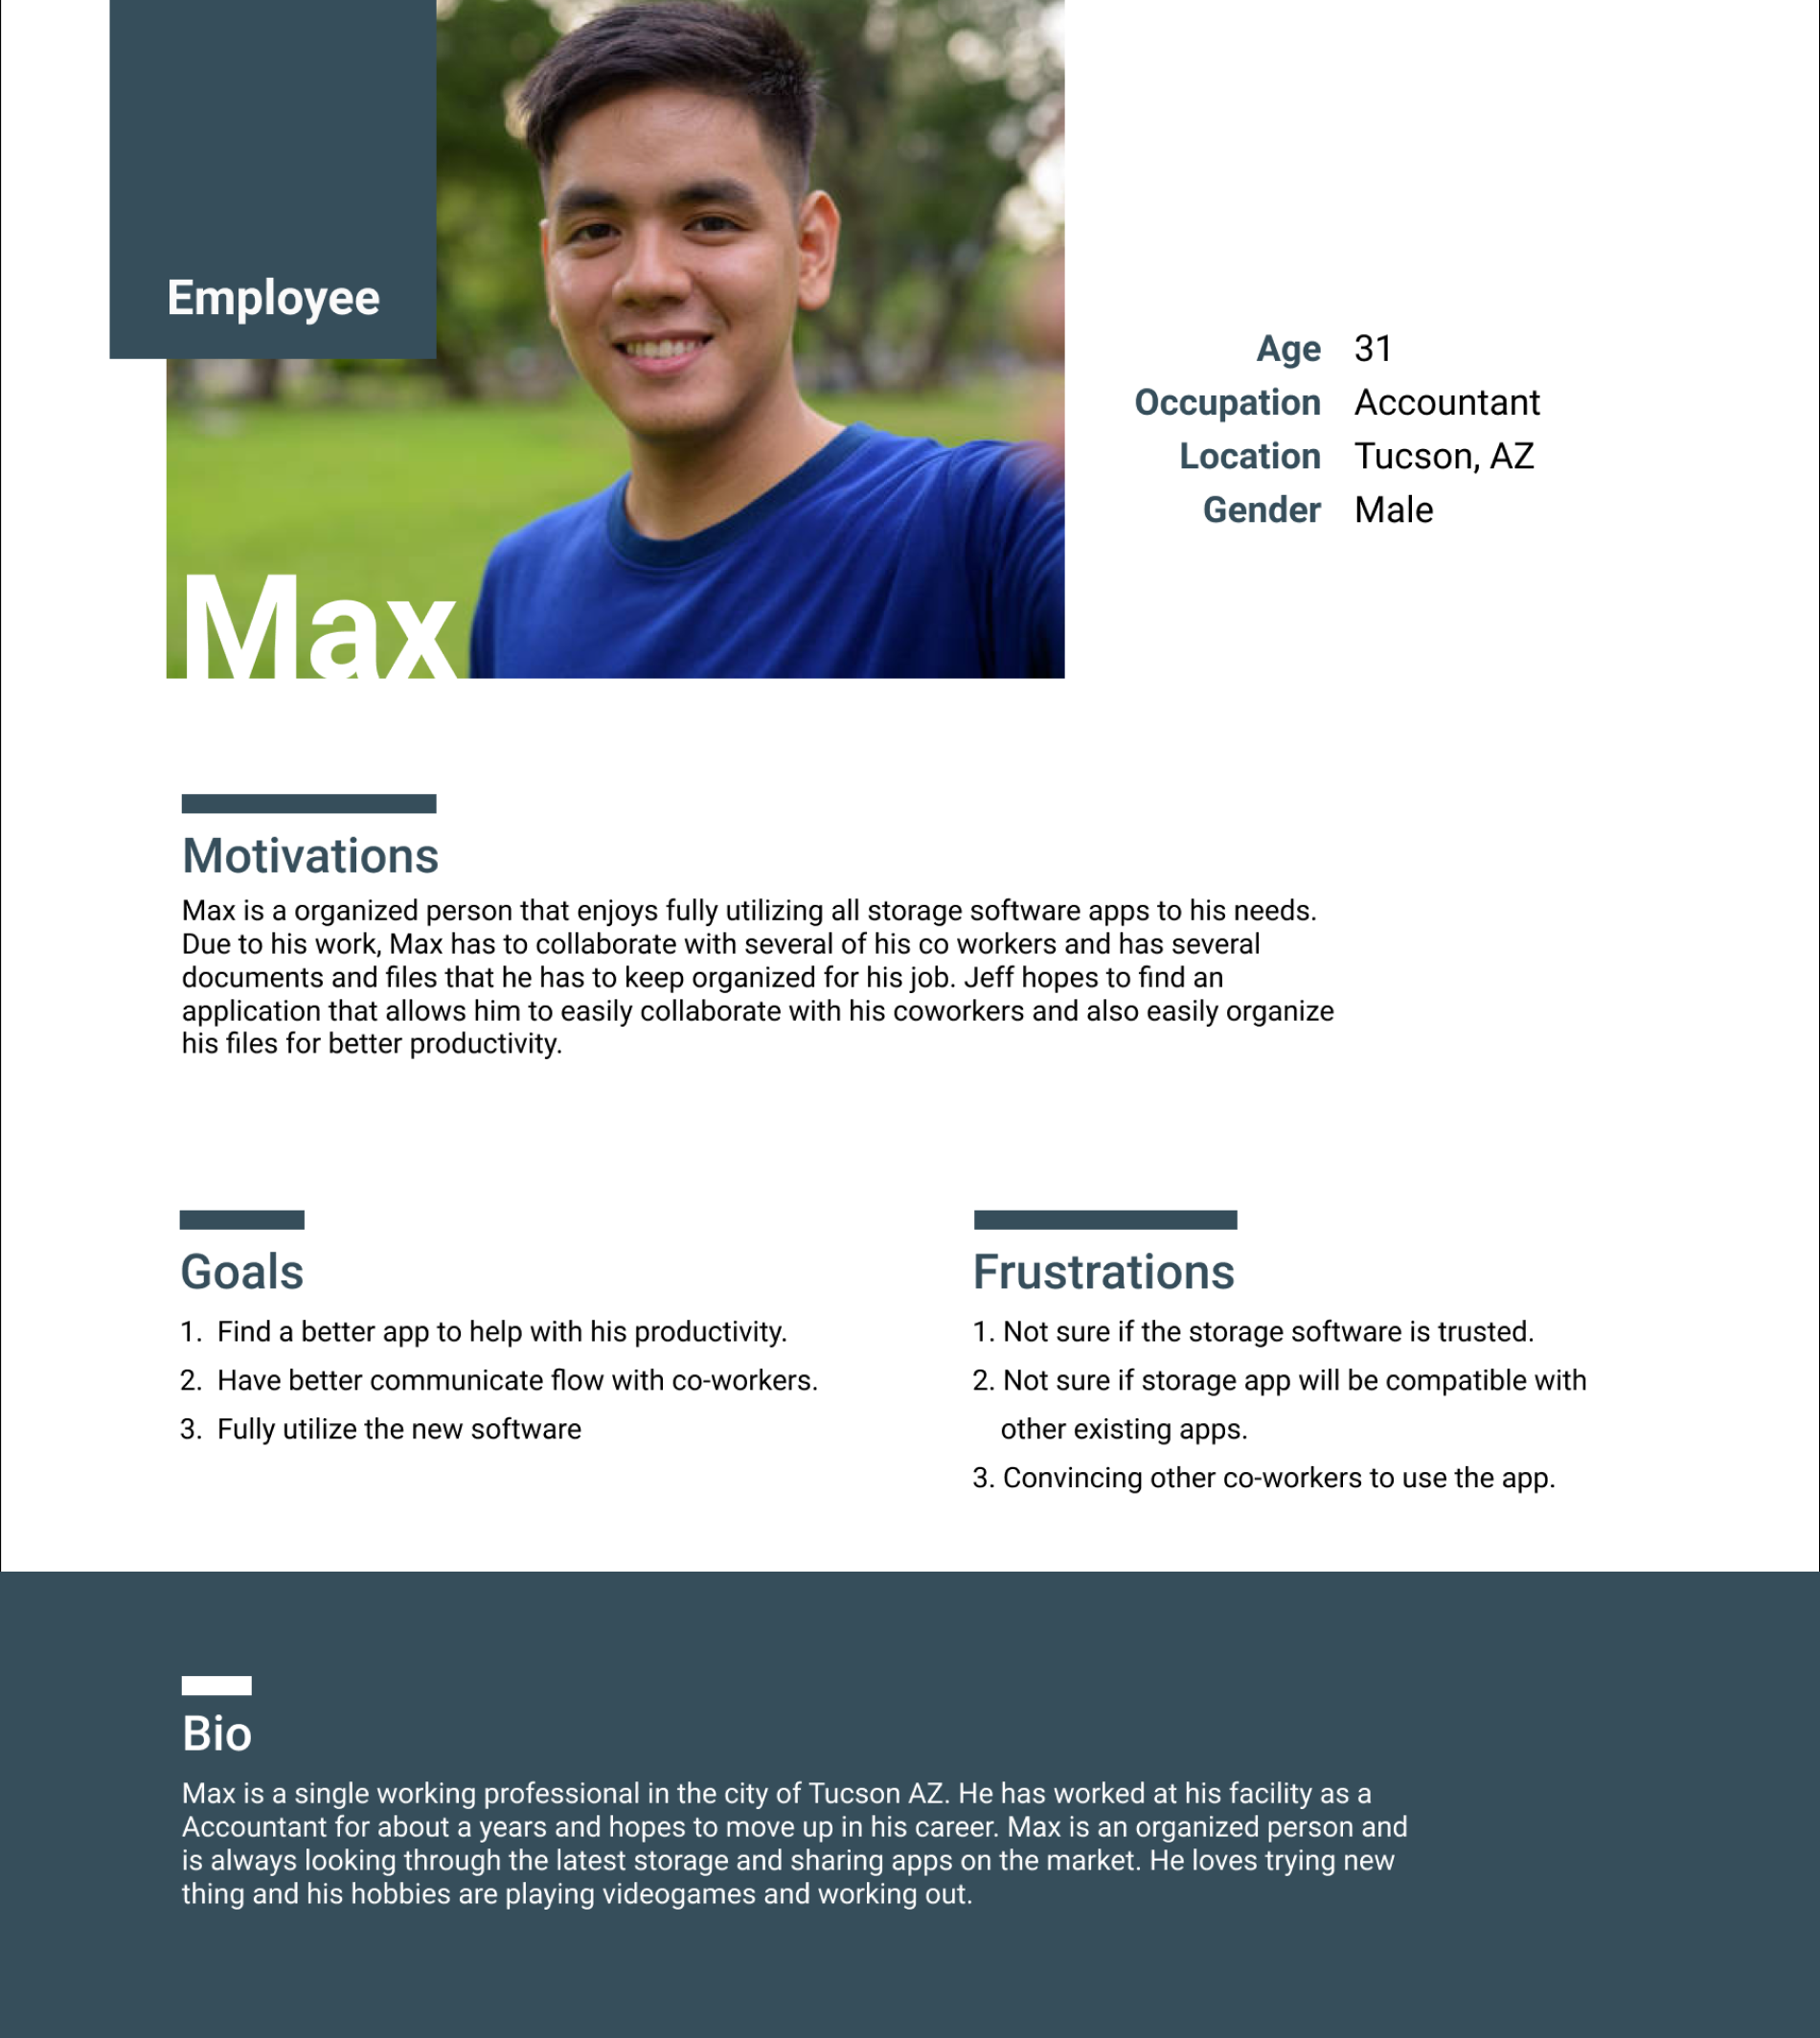 Employee
Max
Age 31
Occupation Accountant
Location Tucson, AZ
Gender Male
Motivations
Max is a organized person that enjoys fully utilizing all storage software apps to his needs.
Due to his work, Max has to collaborate with several of his co workers and has several
documents and files that he has to keep organized for his job. Jeff hopes to find an
application that allows him to easily collaborate with his coworkers and also easily organize
his files for better productivity.
Goals
1. Find a better app to help with his productivity.
2. Have better communicate flow with co-workers.
3. Fully utilize the new software
Frustrations
1. Not sure if the storage software is trusted.
2. Not sure if storage app will be compatible with
other existing apps.
3. Convincing other co-workers to use the app.
Bio
Max is a single working professional in the city of Tucson AZ. He has worked at his facility as a
Accountant for about a years and hopes to move up in his career. Max is an organized person and
is always looking through the latest storage and sharing apps on the market. He loves trying new
thing and his hobbies are playing videogames and working out.